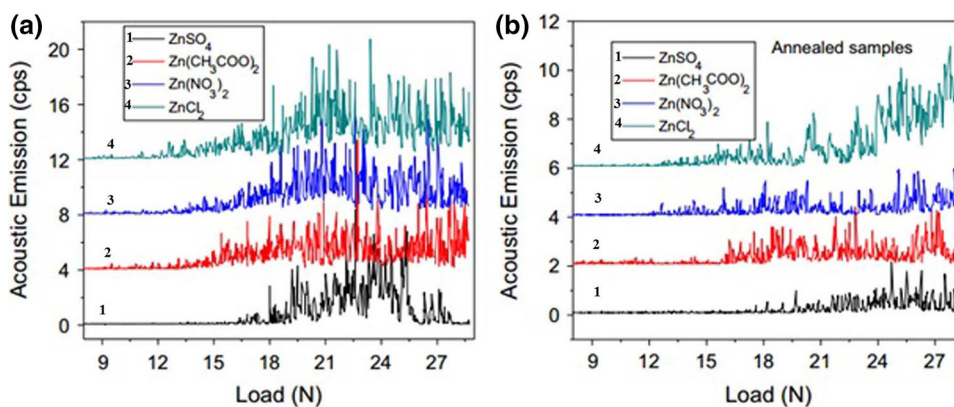 (a)
1 ZnSO4
2 Zn(CH3COO)2
3 Zn(NO3)2
4 ZnCl2
20
16
12
8
4
0
4
3
2
1
9 12 15 18 21 24 27
Load (N)
Acoustic Emission (cps)
(b)
1 ZnSO4
2 Zn(CH3COO)2
3 Zn(NO3)2
4 ZnCl2
Annealed samples
12
10
8
6
4
2
0
4
3
2
1
9 12 15 18 21 24 27
Load (N)
Acoustic Emission (cps)